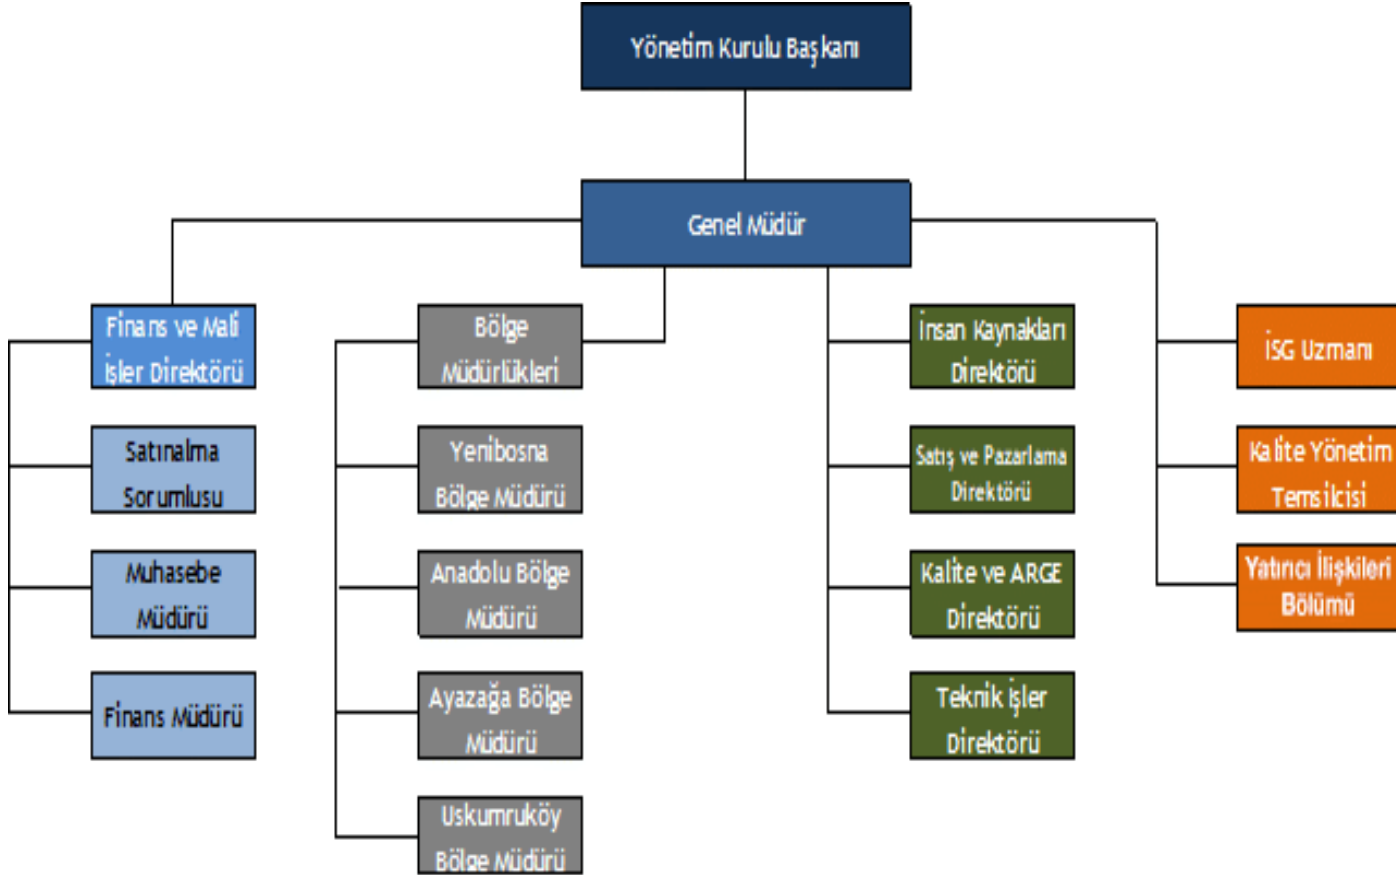 Yönetim Kurulu Başkanı
Genel Müdür
Finans ve Mali
İşler Direktörü
Satınalma
Sorumlusu
Muhasebe
Müdürü
Finans Müdürü
Bölge
Müdürlükleri
Yenibosna
Bölge Müdürü
Anadolu Bölge
Müdürü
Ayazağa Bölge
Müdürü
Uskumruköy
Bölge Müdürü
İnsan Kaynakları
Direktörü
Satış ve Pazarlama
Direktörü
Kalite ve ARGE
Direktörü
Teknik İşler
Direktörü
İSG Uzmanı
Kalite Yönetim
Temsilcisi
Yatırıcı İlişkileri
Bölümü